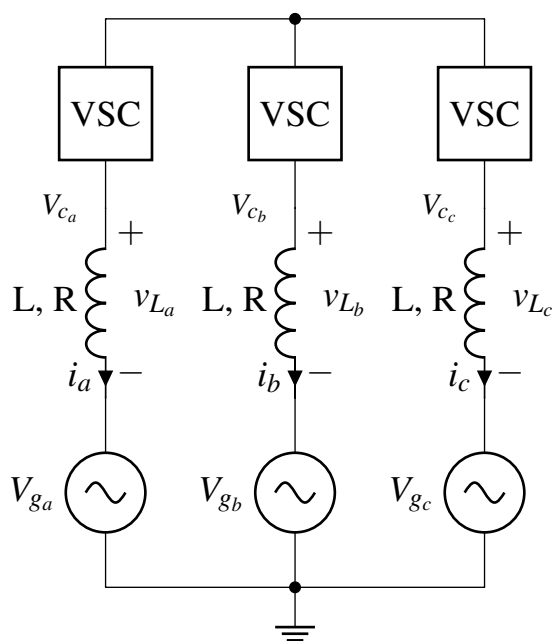 VSC VSC VSC
V_{c_a} V_{c_b} V_{c_c}
+ + +
L, R v_{L_a} L, R v_{L_b} L, R v_{L_c}
i_a − i_b − i_c −
V_{g_a} V_{g_b} V_{g_c}